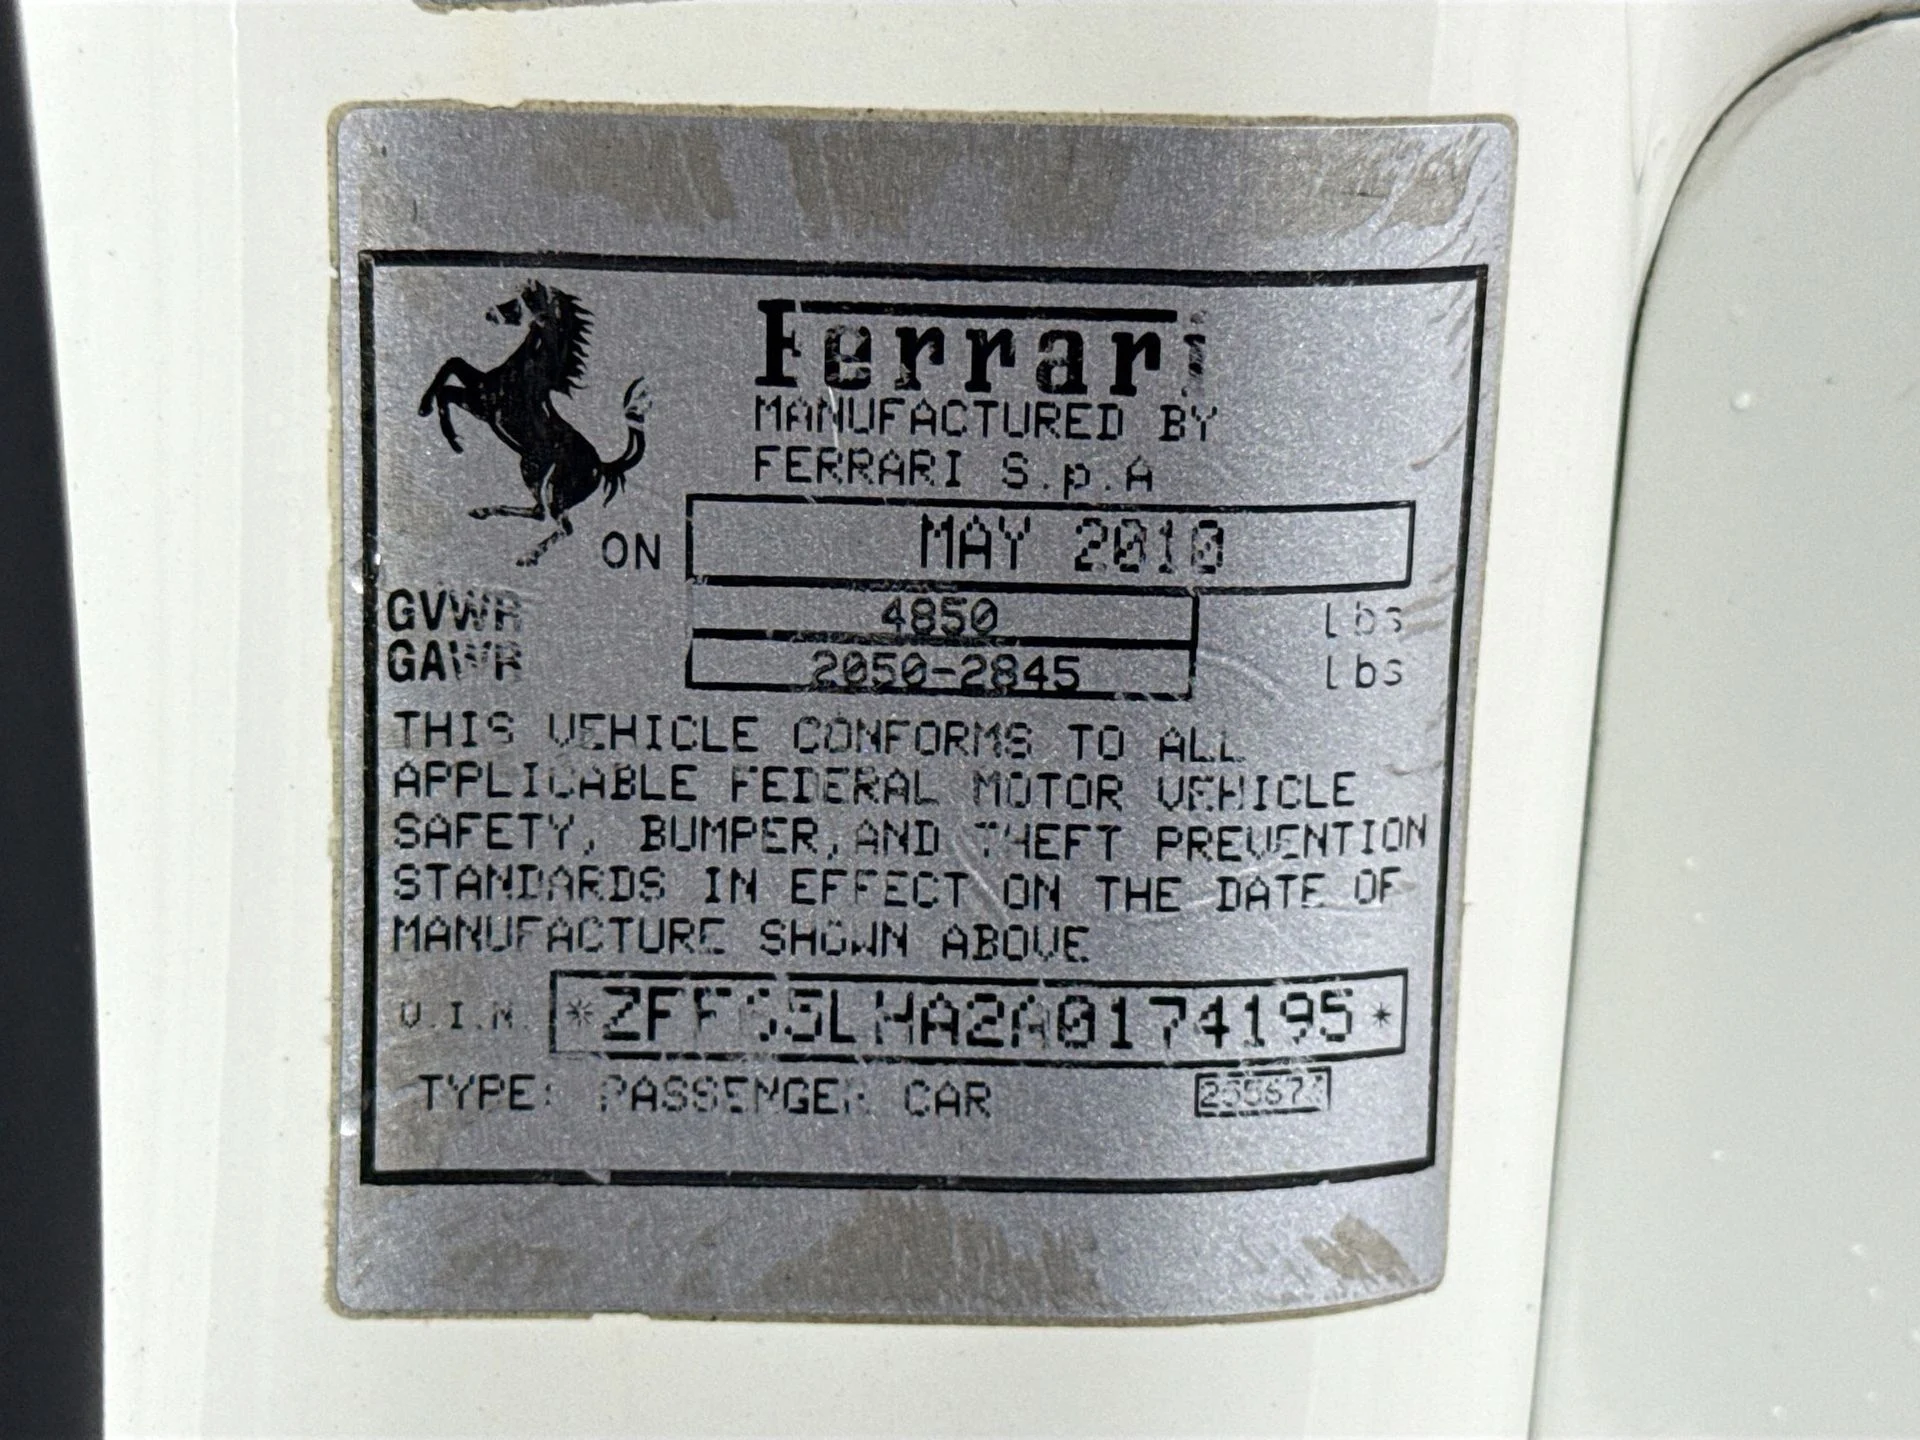 Ferrari
MANUFACTURED BY
FERRARI S.p.A
ON MAY 2010
GVWR 4850 lbs
GAWR 2050-2845 lbs
THIS VEHICLE CONFORMS TO ALL
APPLICABLE FEDERAL MOTOR VEHICLE
SAFETY, BUMPER,AND THEFT PREVENTION
STANDARDS IN EFFECT ON THE DATE OF
MANUFACTURE SHOWN ABOVE
V.I.N. *ZFF65LHA2A0174195*
TYPE: PASSENGER CAR